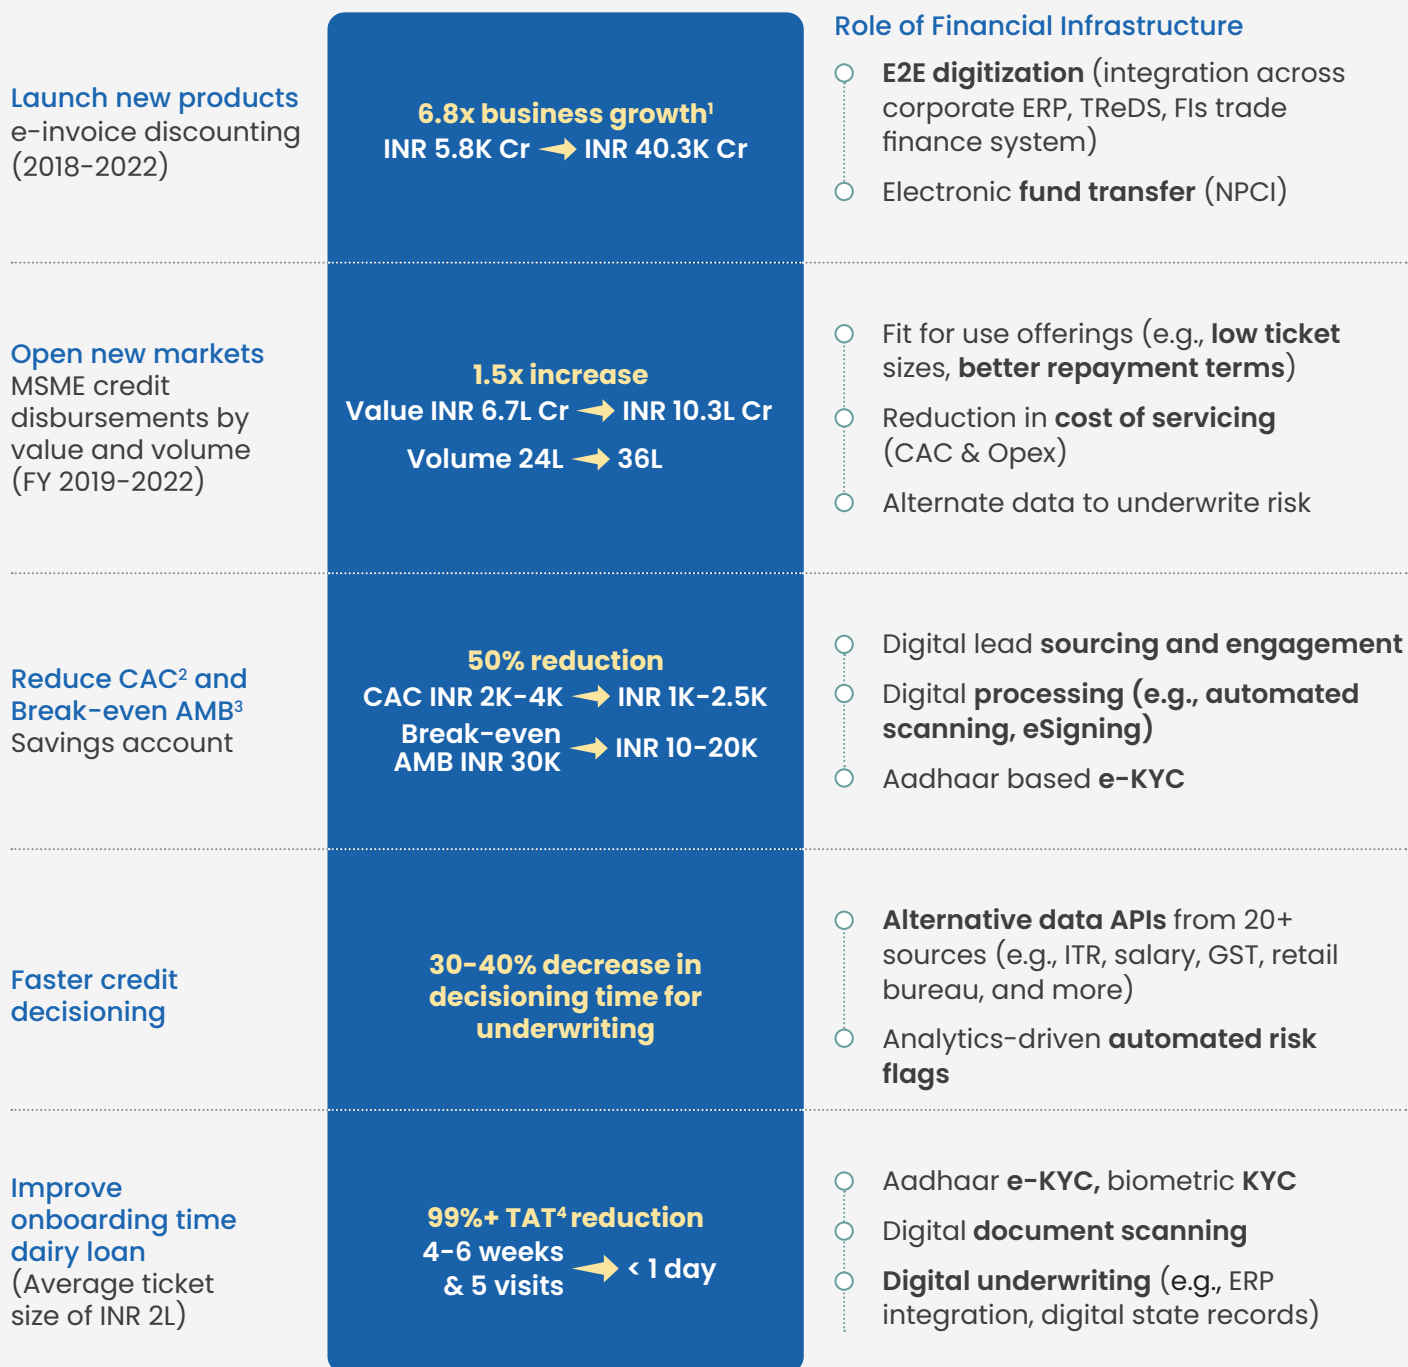 Role of Financial Infrastructure
Launch new products
e-invoice discounting
(2018-2022)
6.8x business growth¹
INR 5.8K Cr INR 40.3K Cr
E2E digitization (integration across
corporate ERP, TReDS, FIs trade
finance system)
Electronic fund transfer (NPCI)
Open new markets
MSME credit
disbursements by
value and volume
(FY 2019-2022)
1.5x increase
Value INR 6.7L Cr INR 10.3L Cr
Volume 24L 36L
Fit for use offerings (e.g., low ticket
sizes, better repayment terms)
Reduction in cost of servicing
(CAC & Opex)
Alternate data to underwrite risk
Reduce CAC² and
Break-even AMB³
Savings account
50% reduction
CAC INR 2K-4K INR 1K-2.5K
Break-even
AMB INR 30K INR 10-20K
Digital lead sourcing and engagement
Digital processing (e.g., automated
scanning, eSigning)
Aadhaar based e-KYC
Faster credit
decisioning
30-40% decrease in
decisioning time for
underwriting
Alternative data APIs from 20+
sources (e.g., ITR, salary, GST, retail
bureau, and more)
Analytics-driven automated risk
flags
Improve
onboarding time
dairy loan
(Average ticket
size of INR 2L)
99%+ TAT⁴ reduction
4-6 weeks
& 5 visits < 1 day
Aadhaar e-KYC, biometric KYC
Digital document scanning
Digital underwriting (e.g., ERP
integration, digital state records)